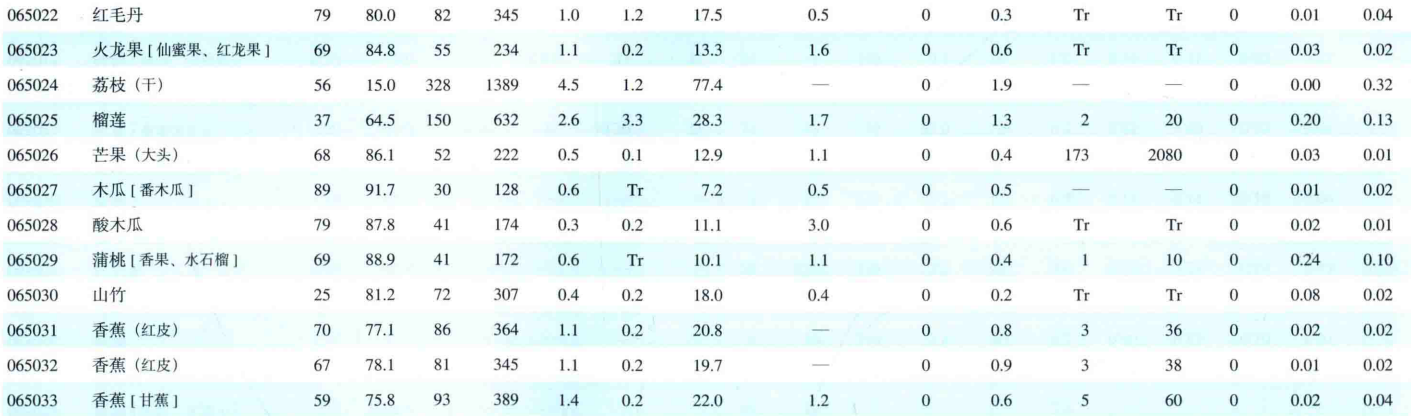 065022 红毛丹 79 80.0 82 345 1.0 1.2 17.5 0.5 0 0.3 Tr Tr 0 0.01 0.04
065023 火龙果 [ 仙蜜果、红龙果 ] 69 84.8 55 234 1.1 0.2 13.3 1.6 0 0.6 Tr Tr 0 0.03 0.02
065024 荔枝（干） 56 15.0 328 1389 4.5 1.2 77.4 — 0 1.9 — — 0 0.00 0.32
065025 榴莲 37 64.5 150 632 2.6 3.3 28.3 1.7 0 1.3 2 20 0 0.20 0.13
065026 芒果（大头） 68 86.1 52 222 0.5 0.1 12.9 1.1 0 0.4 173 2080 0 0.03 0.01
065027 木瓜 [ 番木瓜 ] 89 91.7 30 128 0.6 Tr 7.2 0.5 0 0.5 — — 0 0.01 0.02
065028 酸木瓜 79 87.8 41 174 0.3 0.2 11.1 3.0 0 0.6 Tr Tr 0 0.02 0.01
065029 蒲桃 [ 香果、水石榴 ] 69 88.9 41 172 0.6 Tr 10.1 1.1 0 0.4 1 10 0 0.24 0.10
065030 山竹 25 81.2 72 307 0.4 0.2 18.0 0.4 0 0.2 Tr Tr 0 0.08 0.02
065031 香蕉（红皮） 70 77.1 86 364 1.1 0.2 20.8 — 0 0.8 3 36 0 0.02 0.02
065032 香蕉（红皮） 67 78.1 81 345 1.1 0.2 19.7 — 0 0.9 3 38 0 0.01 0.02
065033 香蕉 [ 甘蕉 ] 59 75.8 93 389 1.4 0.2 22.0 1.2 0 0.6 5 60 0 0.02 0.04